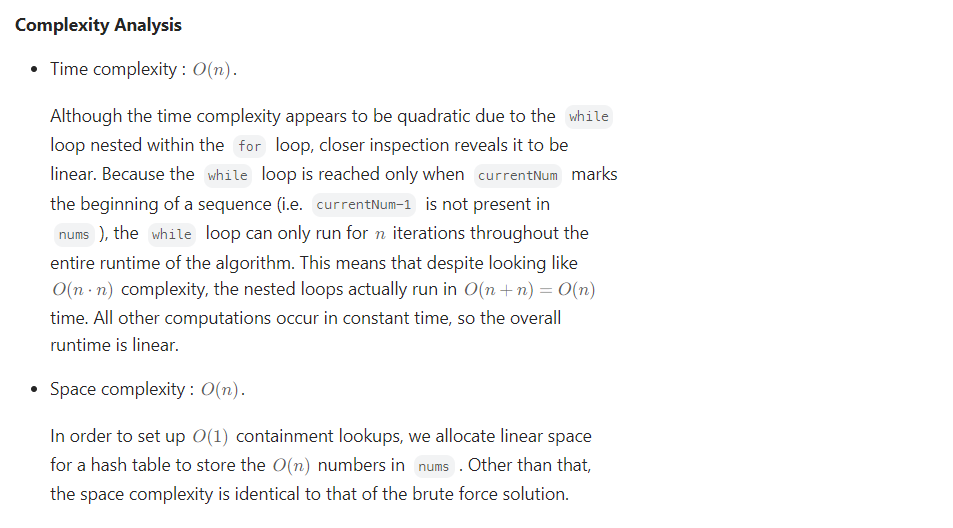 Complexity Analysis
• Time complexity : O(n).
Although the time complexity appears to be quadratic due to the while
loop nested within the for loop, closer inspection reveals it to be
linear. Because the while loop is reached only when currentNum marks
the beginning of a sequence (i.e. currentNum-1 is not present in
nums ), the while loop can only run for n iterations throughout the
entire runtime of the algorithm. This means that despite looking like
O(n · n) complexity, the nested loops actually run in O(n + n) = O(n)
time. All other computations occur in constant time, so the overall
runtime is linear.
• Space complexity : O(n).
In order to set up O(1) containment lookups, we allocate linear space
for a hash table to store the O(n) numbers in nums . Other than that,
the space complexity is identical to that of the brute force solution.